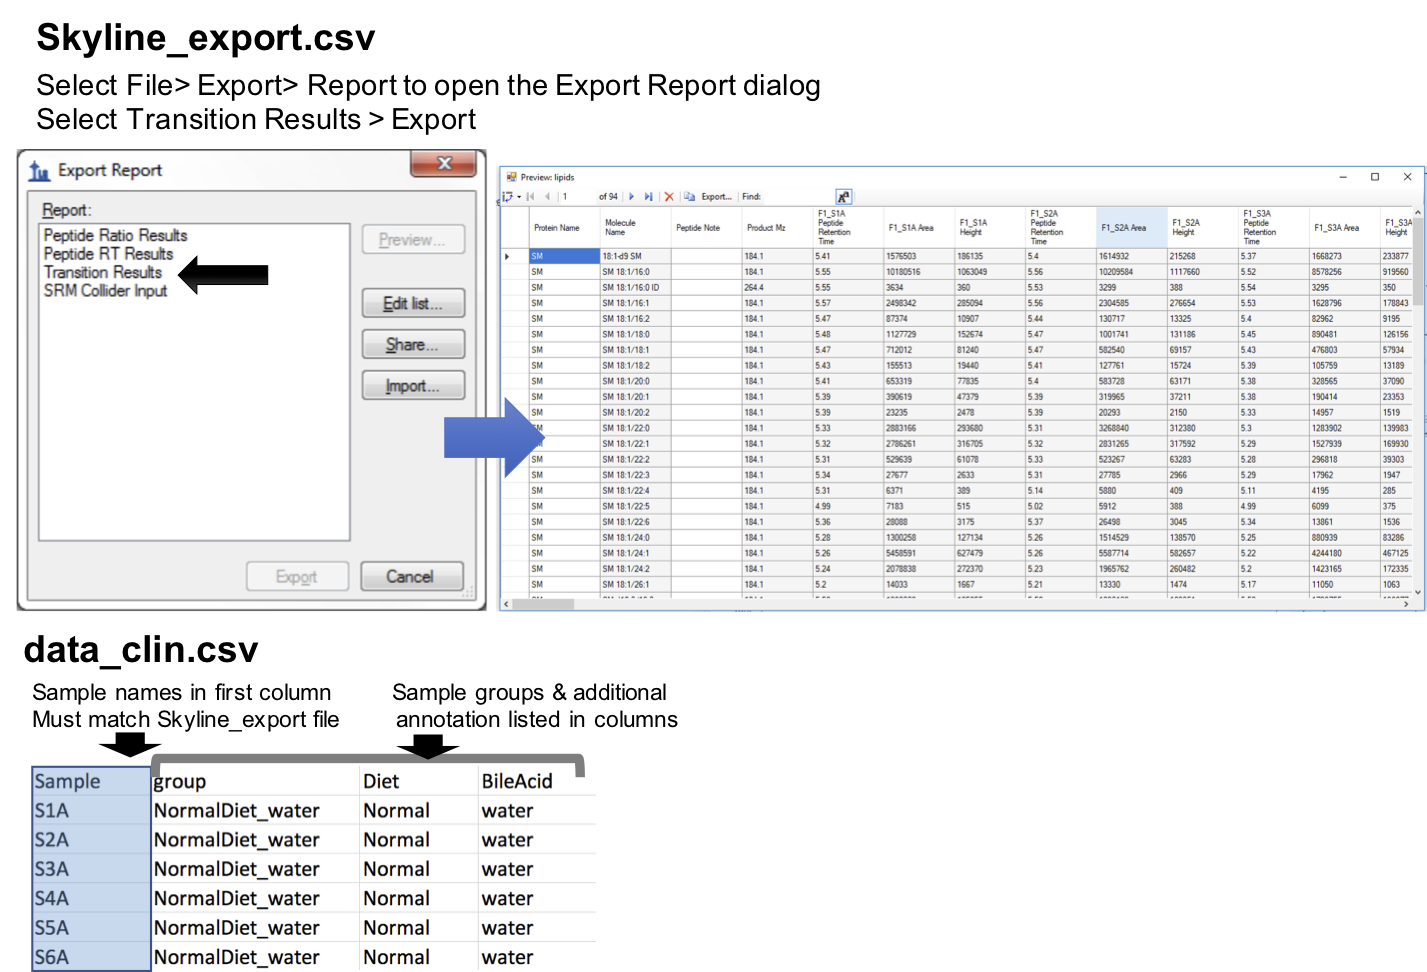 Skyline_export.csv
Select File> Export> Report to open the Export Report dialog
Select Transition Results > Export
Export Report
Report:
Peptide Ratio Results
Peptide RT Results
Transition Results
SRM Collider Input
Preview...
Edit list...
Share...
Import...
Export
Cancel
Preview: lipids
1 of 94 Export... Find:
Protein Name Molecule Name Peptide Note Product Mz F1_S1A Peptide Retention Time F1_S1A Area F1_S1A Height F1_S2A Peptide Retention Time F1_S2A Area F1_S2A Height F1_S3A Peptide Retention Time F1_S3A Area F1_S3A Height
SM 18:1-d9 SM 184.1 5.41 1576503 186135 5.4 1614932 215268 5.37 1668273 233877
SM SM 18:1/16:0 184.1 5.55 10180516 1063049 5.56 10209584 1117660 5.52 8578256 919560
SM SM 18:1/16:0 ID 264.4 5.55 3634 360 5.53 3299 388 5.54 3295 350
SM SM 18:1/16:1 184.1 5.57 2498342 285094 5.56 2304585 276654 5.53 1628796 178843
SM SM 18:1/16:2 184.1 5.47 87374 10907 5.44 130717 13325 5.4 82962 9195
SM SM 18:1/18:0 184.1 5.48 1127729 152674 5.47 1001741 131186 5.45 890481 126156
SM SM 18:1/18:1 184.1 5.47 712012 81240 5.47 582540 69157 5.43 476803 57934
SM SM 18:1/18:2 184.1 5.43 155513 19440 5.41 127761 15724 5.39 105759 13189
SM SM 18:1/20:0 184.1 5.41 653319 77835 5.4 583728 63171 5.38 328565 37090
SM SM 18:1/20:1 184.1 5.39 390619 47379 5.39 319965 37211 5.38 190414 23353
SM SM 18:1/20:2 184.1 5.39 23235 2478 5.39 20293 2150 5.33 14957 1519
SM SM 18:1/22:0 184.1 5.33 2883166 293680 5.31 3268840 312380 5.3 1283902 139983
SM 18:1/22:1 184.1 5.32 2786261 316705 5.32 2831265 317592 5.29 1527939 169930
SM SM 18:1/22:2 184.1 5.31 529639 61078 5.33 523267 63283 5.28 296818 39303
SM SM 18:1/22:3 184.1 5.34 27677 2633 5.31 27785 2966 5.29 17962 1947
SM SM 18:1/22:4 184.1 5.31 6371 389 5.14 5880 409 5.11 4195 285
SM SM 18:1/22:5 184.1 4.99 7183 515 5.02 5912 388 4.99 6099 375
SM SM 18:1/22:6 184.1 5.36 28088 3175 5.37 26498 3045 5.34 13861 1536
SM SM 18:1/24:0 184.1 5.28 1300258 127134 5.26 1514529 138570 5.25 880939 83286
SM SM 18:1/24:1 184.1 5.26 5458591 627479 5.26 5587714 582657 5.22 4244180 467125
SM SM 18:1/24:2 184.1 5.24 2078838 272370 5.23 1965762 260482 5.2 1423165 172335
SM SM 18:1/26:1 184.1 5.2 14033 1667 5.21 13330 1474 5.17 11050 1063
data_clin.csv
Sample names in first column
Must match Skyline_export file
Sample groups & additional
annotation listed in columns
Sample group Diet BileAcid
S1A NormalDiet_water Normal water
S2A NormalDiet_water Normal water
S3A NormalDiet_water Normal water
S4A NormalDiet_water Normal water
S5A NormalDiet_water Normal water
S6A NormalDiet_water Normal water